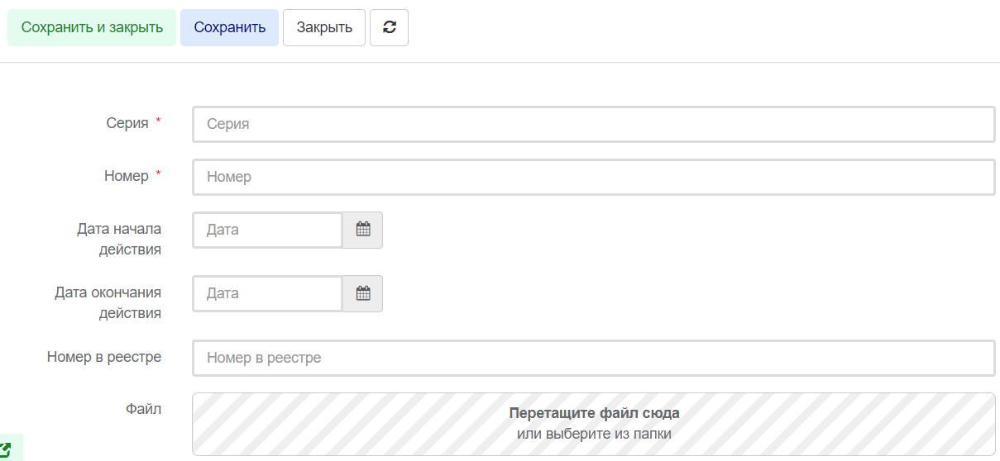 Сохранить и закрыть Сохранить Закрыть
Серия * Серия
Номер * Номер
Дата начала действия Дата
Дата окончания действия Дата
Номер в реестре Номер в реестре
Файл
Перетащите файл сюда
или выберите из папки